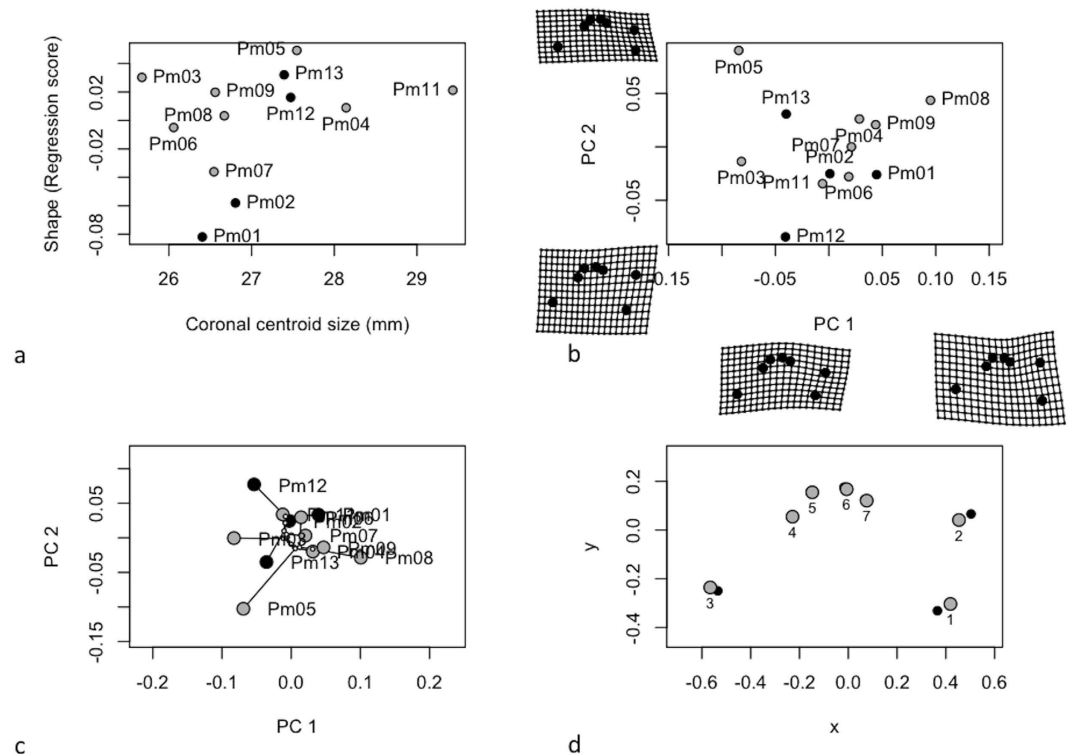 Shape (Regression score)
0.02
-0.02
-0.08
Pm05
Pm03
Pm13
Pm09
Pm11
Pm12
Pm08
Pm04
Pm06
Pm07
Pm02
Pm01
26 27 28 29
Coronal centroid size (mm)
a
PC 2
0.05
-0.05
Pm05
Pm13
Pm08
Pm04
Pm09
Pm07
Pm02
Pm03
Pm11
Pm06
Pm01
Pm12
-0.15 -0.05 0.05 0.10 0.15
PC 1
b
PC 2
0.05
-0.05
-0.15
Pm12
Pm01
Pm02
Pm07
Pm03
Pm09
Pm04
Pm08
Pm13
Pm05
-0.2 -0.1 0.0 0.1 0.2
PC 1
c
y
0.2
0.0
-0.2
-0.4
5 6 7
4 2
3
1
-0.6 -0.4 -0.2 0.0 0.2 0.4 0.6
x
d